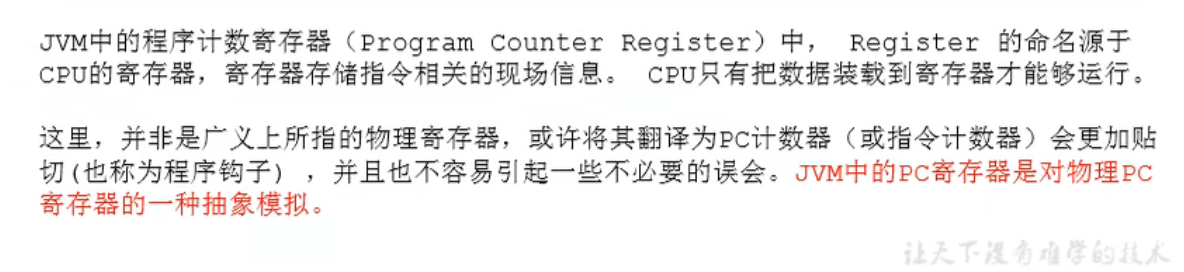 JVM中的程序计数寄存器（Program Counter Register）中， Register 的命名源于
CPU的寄存器，寄存器存储指令相关的现场信息。 CPU只有把数据装载到寄存器才能够运行。
这里，并非是广义上所指的物理寄存器，或许将其翻译为PC计数器（或指令计数器）会更加贴
切(也称为程序钩子) ，并且也不容易引起一些不必要的误会。JVM中的PC寄存器是对物理PC
寄存器的一种抽象模拟。
让天下没有难学的技术